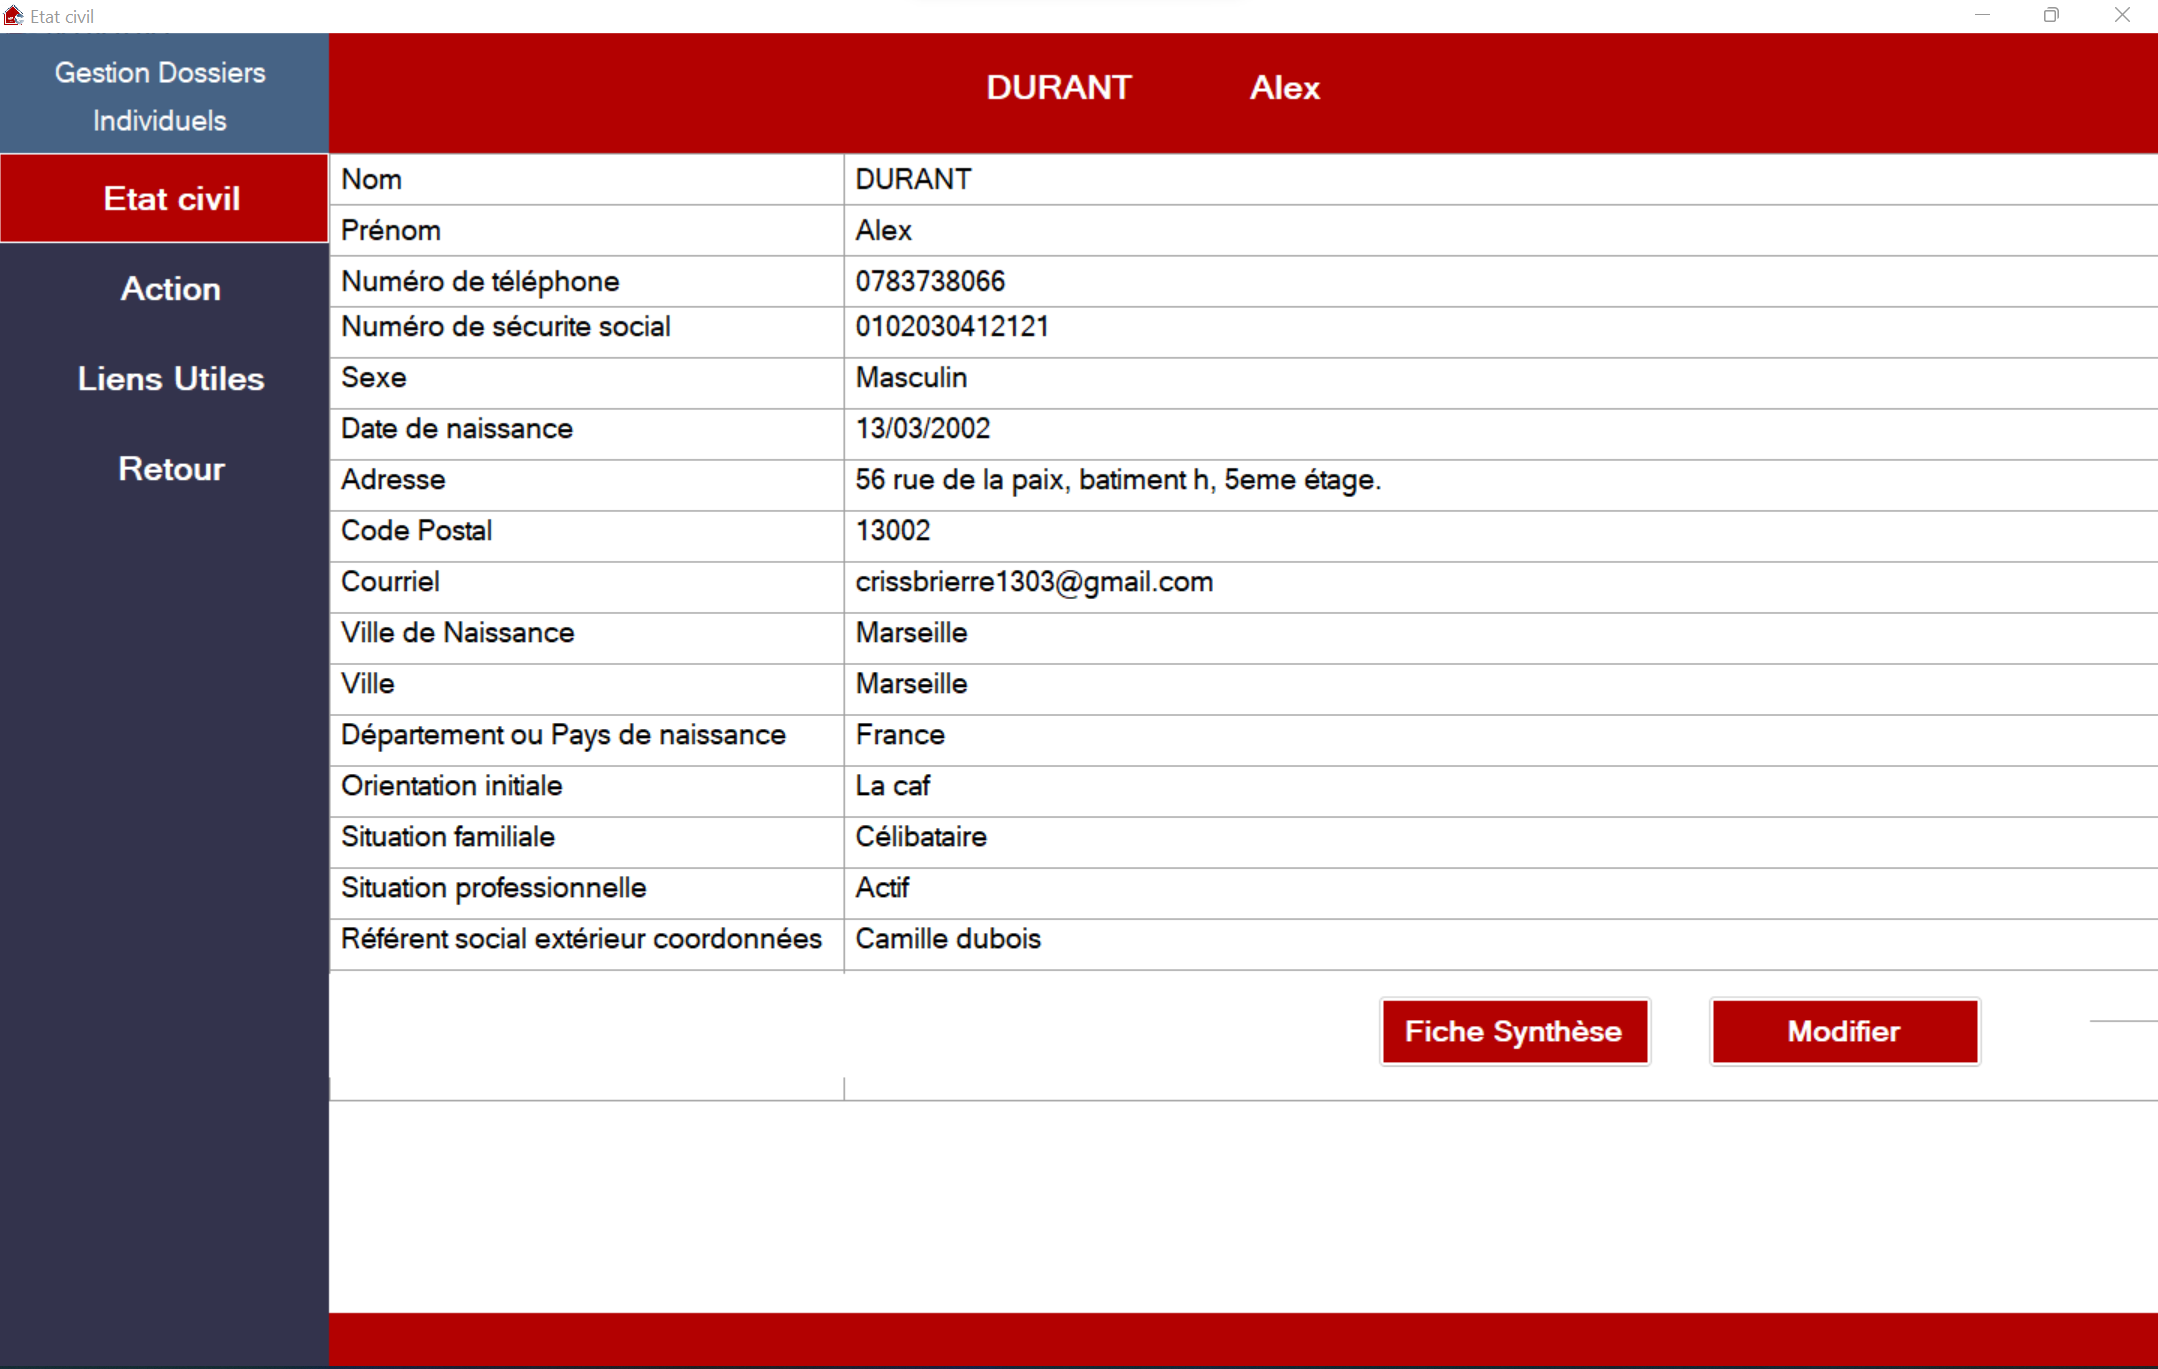 Etat civil
Gestion Dossiers
Individuels
DURANT Alex
Etat civil
Action
Liens Utiles
Retour
Nom DURANT
Prénom Alex
Numéro de téléphone 0783738066
Numéro de sécurite social 0102030412121
Sexe Masculin
Date de naissance 13/03/2002
Adresse 56 rue de la paix, batiment h, 5eme étage.
Code Postal 13002
Courriel crissbrierre1303@gmail.com
Ville de Naissance Marseille
Ville Marseille
Département ou Pays de naissance France
Orientation initiale La caf
Situation familiale Célibataire
Situation professionnelle Actif
Référent social extérieur coordonnées Camille dubois
Fiche Synthèse Modifier